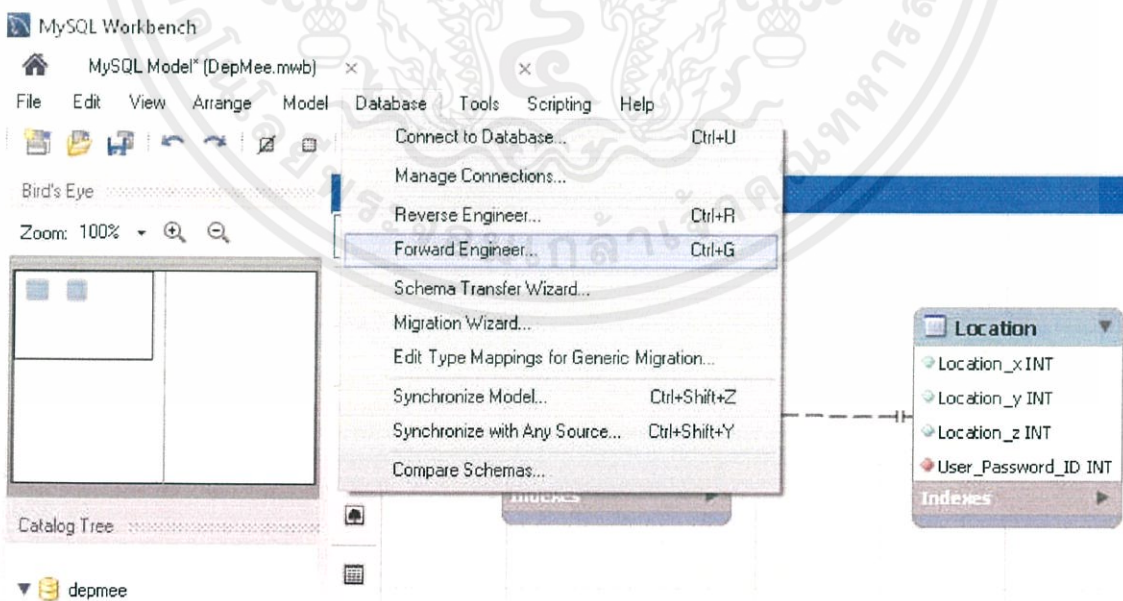 MySQL Workbench
MySQL Model* (DepMee.mwb) × ×
File Edit View Arrange Model Database Tools Scripting Help
Connect to Database... Ctrl+U
Manage Connections...
Reverse Engineer... Ctrl+R
Forward Engineer... Ctrl+G
Schema Transfer Wizard...
Migration Wizard...
Edit Type Mappings for Generic Migration...
Synchronize Model... Ctrl+Shift+Z
Synchronize with Any Source... Ctrl+Shift+Y
Compare Schemas...
Bird's Eye
Zoom: 100%
Catalog Tree
depmee
Indexes
Location
Location_x INT
Location_y INT
Location_z INT
User_Password_ID INT
Indexes